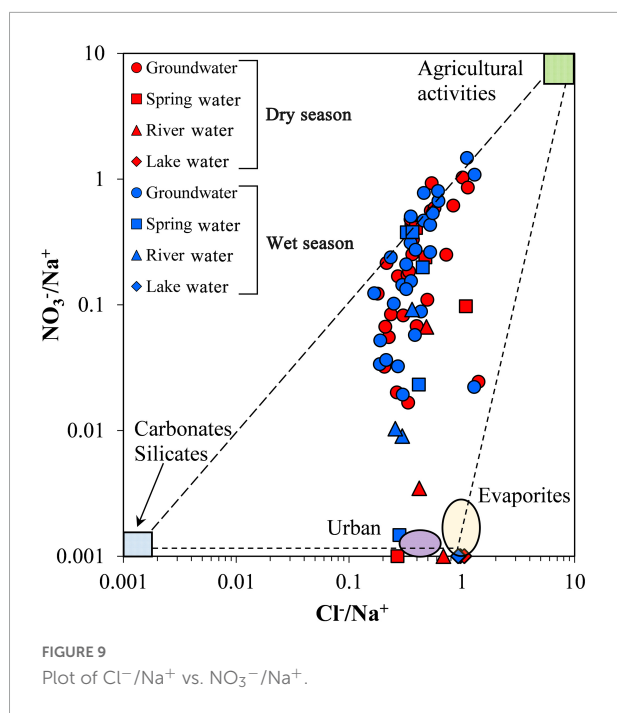 10
1
0.1
0.01
0.001
NO₃⁻/Na⁺
Groundwater
Spring water
River water
Lake water
Dry season
Groundwater
Spring water
River water
Lake water
Wet season
Agricultural
activities
Carbonates
Silicates
Urban
Evaporites
0.001
0.01
0.1
1
10
Cl⁻/Na⁺
FIGURE 9
Plot of Cl⁻/Na⁺ vs. NO₃⁻/Na⁺.